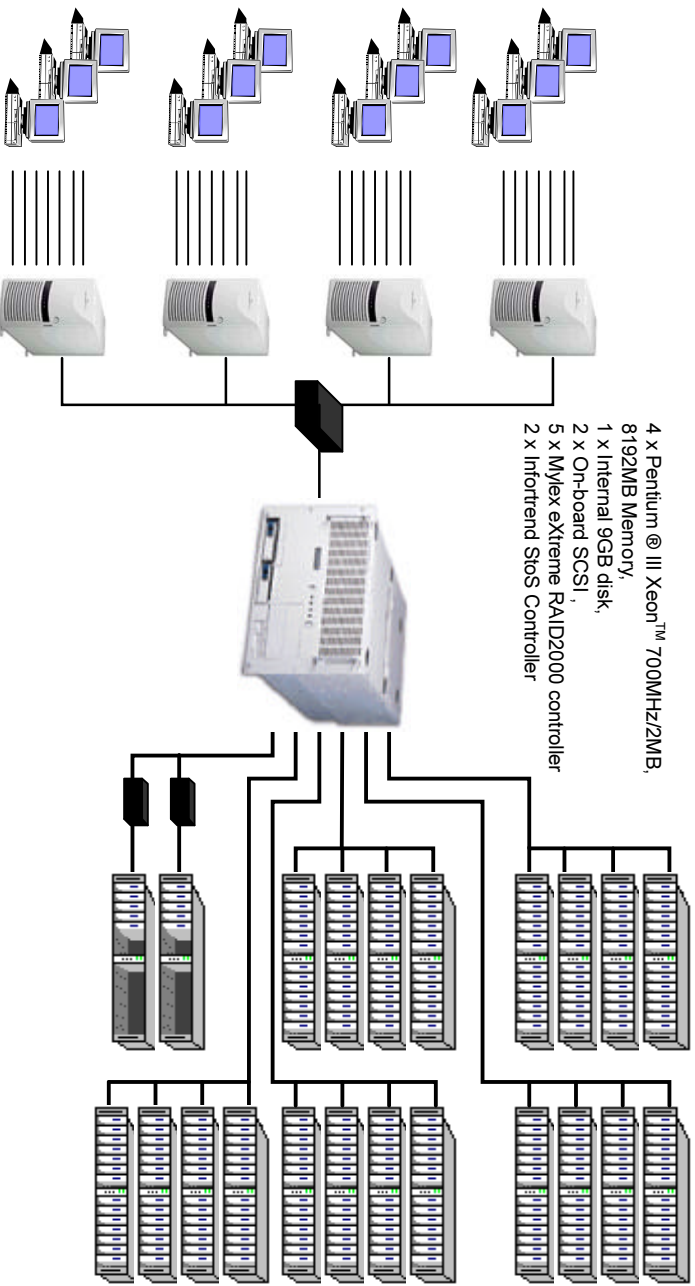 4 x Pentium ® III Xeon™ 700MHz/2MB,
8192MB Memory,
1 x Internal 9GB disk,
2 x On-board SCSI ,
5 x Mylex eXtreme RAID2000 controller
2 x Infortrend StoS Controller